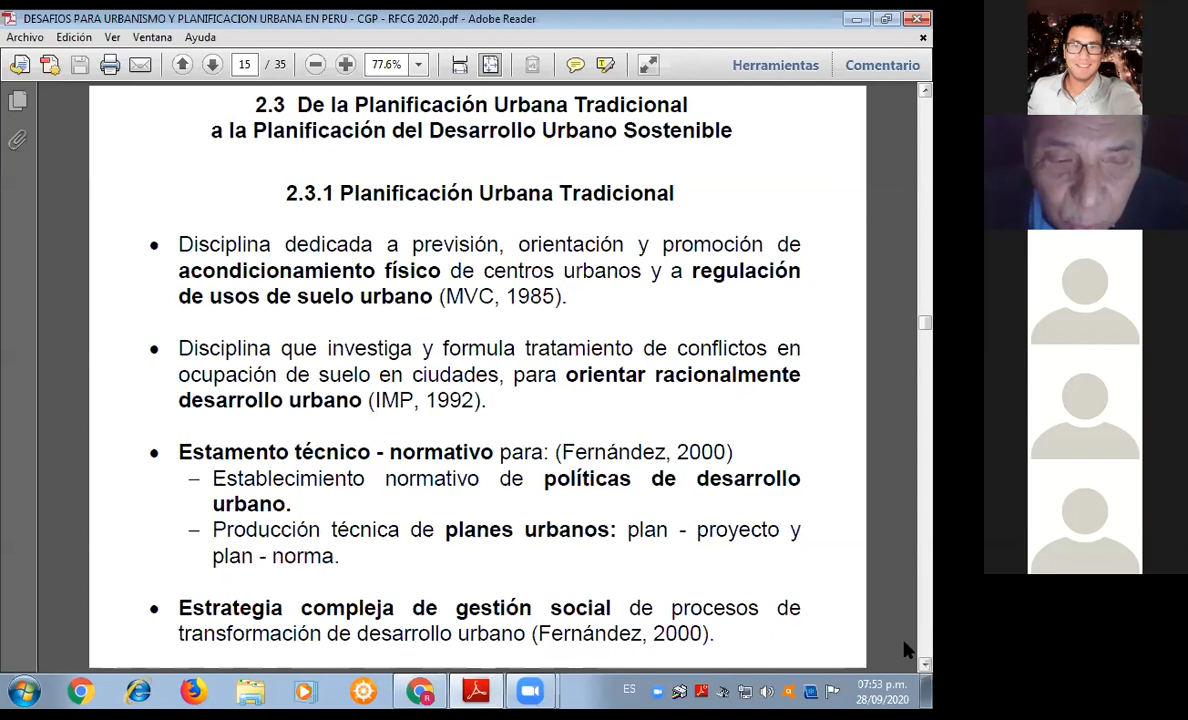 DESAFIOS PARA URBANISMO Y PLANIFICACION URBANA EN PERU - CGP - RFCG 2020.pdf - Adobe Reader
Archivo Edición Ver Ventana Ayuda
15 / 35 77.6% Herramientas Comentario
2.3 De la Planificación Urbana Tradicional
a la Planificación del Desarrollo Urbano Sostenible
2.3.1 Planificación Urbana Tradicional
• Disciplina dedicada a previsión, orientación y promoción de
acondicionamiento físico de centros urbanos y a regulación
de usos de suelo urbano (MVC, 1985).
• Disciplina que investiga y formula tratamiento de conflictos en
ocupación de suelo en ciudades, para orientar racionalmente
desarrollo urbano (IMP, 1992).
• Estamento técnico - normativo para: (Fernández, 2000)
– Establecimiento normativo de políticas de desarrollo
urbano.
– Producción técnica de planes urbanos: plan - proyecto y
plan - norma.
• Estrategia compleja de gestión social de procesos de
transformación de desarrollo urbano (Fernández, 2000).
ES 07:53 p.m.
28/09/2020